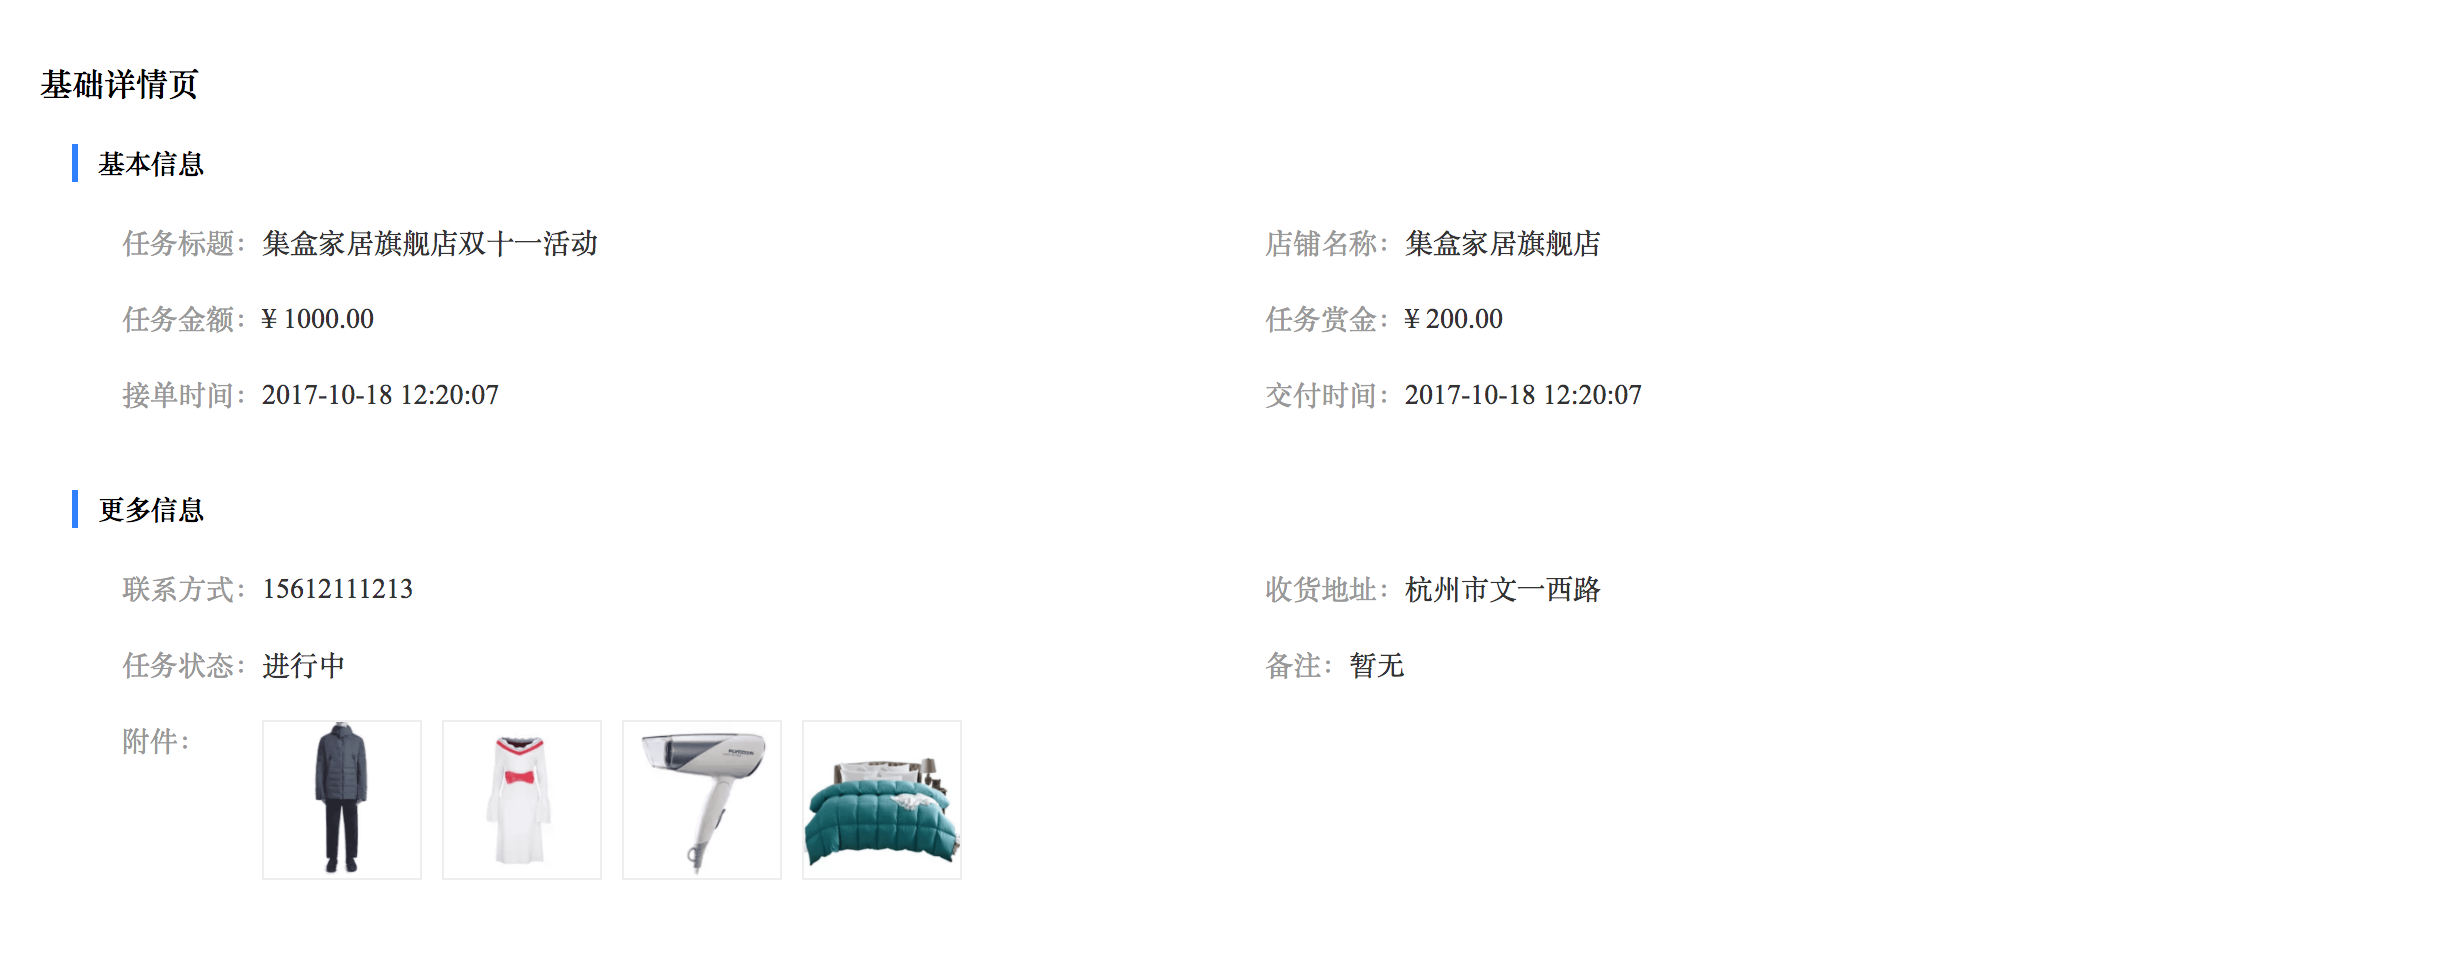 基础详情页
基本信息
任务标题：集盒家居旗舰店双十一活动
店铺名称：集盒家居旗舰店
任务金额：¥ 1000.00
任务赏金：¥ 200.00
接单时间：2017-10-18 12:20:07
交付时间：2017-10-18 12:20:07
更多信息
联系方式：15612111213
收货地址：杭州市文一西路
任务状态：进行中
备注：暂无
附件：